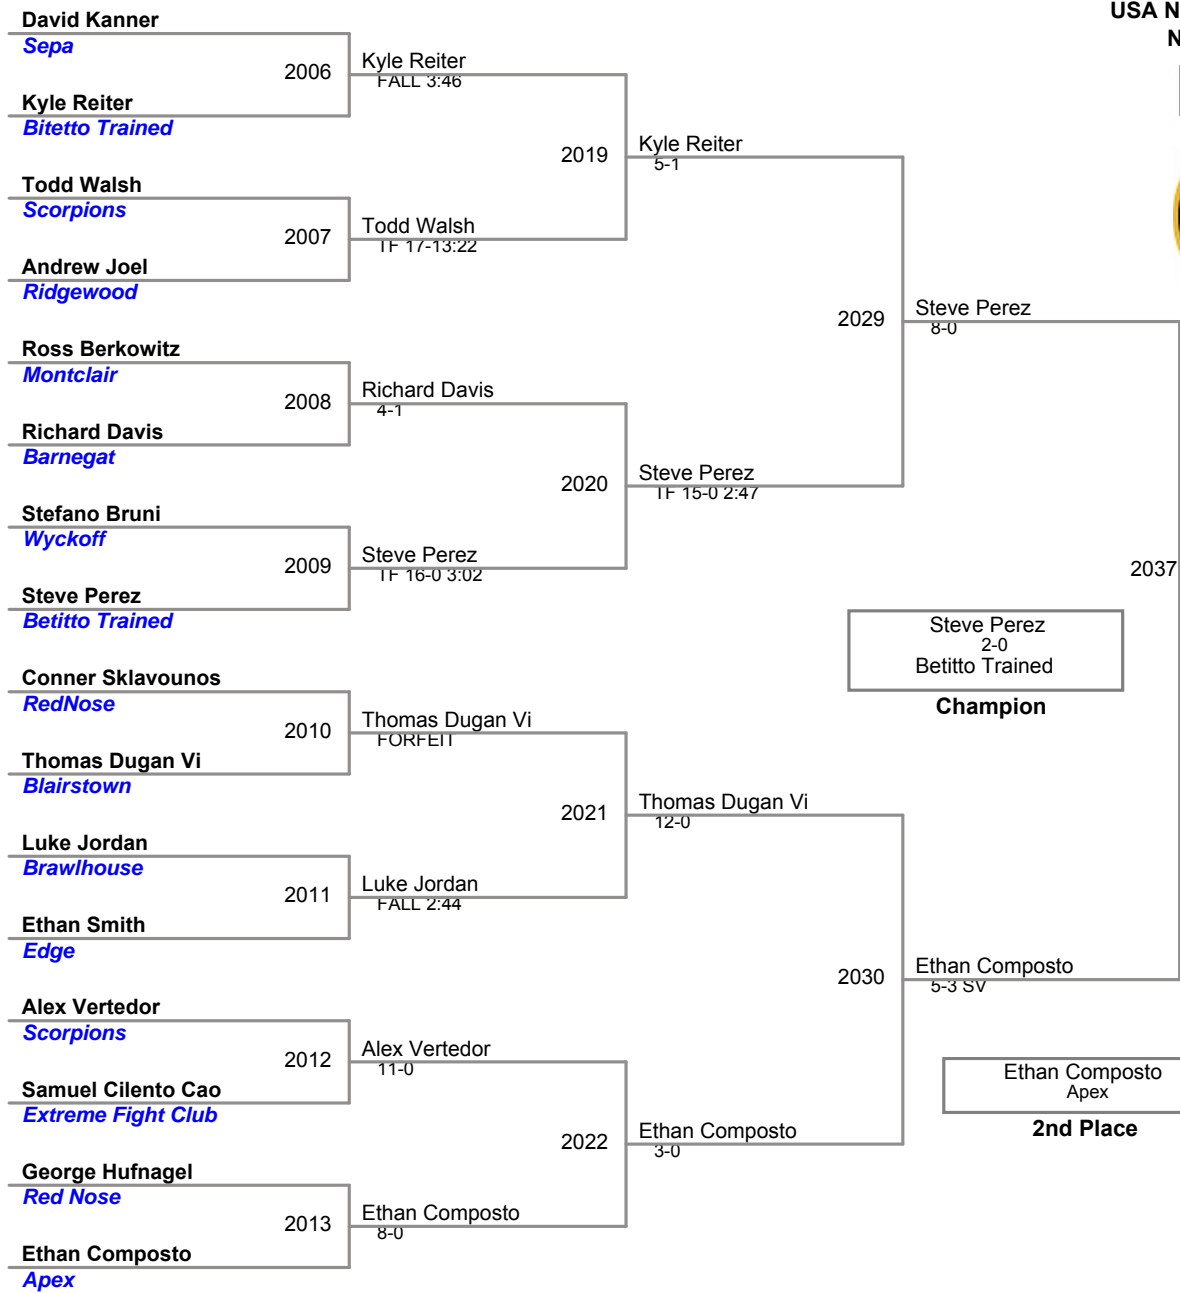 USA N
N
David Kanner
Sepa
2006
Kyle Reiter
FALL 3:46
Kyle Reiter
Bitetto Trained
2019
Kyle Reiter
5-1
Todd Walsh
Scorpions
2007
Todd Walsh
TF 17-13:22
Andrew Joel
Ridgewood
2029
Steve Perez
8-0
Ross Berkowitz
Montclair
2008
Richard Davis
4-1
Richard Davis
Barnegat
2020
Steve Perez
TF 15-0 2:47
Stefano Bruni
Wyckoff
2009
Steve Perez
TF 16-0 3:02
Steve Perez
Betitto Trained
2037
Steve Perez
2-0
Betitto Trained
Champion
Conner Sklavounos
RedNose
2010
Thomas Dugan Vi
FORFEIT
Thomas Dugan Vi
Blairstown
2021
Thomas Dugan Vi
12-0
Luke Jordan
Brawlhouse
2011
Luke Jordan
FALL 2:44
Ethan Smith
Edge
2030
Ethan Composto
5-3 SV
Alex Vertedor
Scorpions
2012
Alex Vertedor
11-0
Samuel Cilento Cao
Extreme Fight Club
Ethan Composto
Apex
2nd Place
2022
Ethan Composto
3-0
George Hufnagel
Red Nose
2013
Ethan Composto
8-0
Ethan Composto
Apex